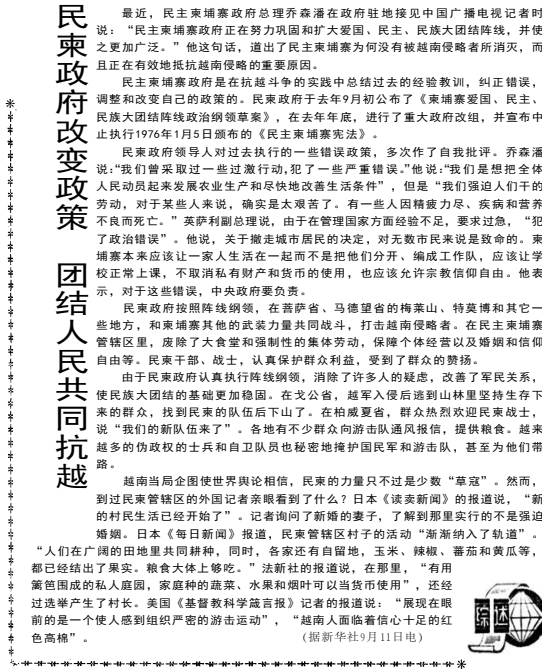 民柬政府改变政策　团结人民共同抗越
最近，民主柬埔寨政府总理乔森潘在政府驻地接见中国广播电视记者时
说：“民主柬埔寨政府正在努力巩固和扩大爱国、民主、民族大团结阵线，并使
之更加广泛。”他这句话，道出了民主柬埔寨为何没有被越南侵略者所消灭，而
且正在有效地抵抗越南侵略的重要原因。
民主柬埔寨政府是在抗越斗争的实践中总结过去的经验教训，纠正错误，
调整和改变自己的政策的。民柬政府于去年9月初公布了《柬埔寨爱国、民主、
民族大团结阵线政治纲领草案》，在去年年底，进行了重大政府改组，并宣布中
止执行1976年1月5日颁布的《民主柬埔寨宪法》。
民柬政府领导人对过去执行的一些错误政策，多次作了自我批评。乔森潘
说：“我们曾采取过一些过激行动，犯了一些严重错误。”他说：“我们是想把全体
人民动员起来发展农业生产和尽快地改善生活条件”，但是“我们强迫人们干的
劳动，对于某些人来说，确实是太艰苦了。有一些人因精疲力尽、疾病和营养
不良而死亡。”英萨利副总理说，由于在管理国家方面经验不足，要求过急，“犯
了政治错误”。他说，关于撤走城市居民的决定，对无数市民来说是致命的。柬
埔寨本来应该让一家人生活在一起而不是把他们分开、编成工作队，应该让学
校正常上课，不取消私有财产和货币的使用，也应该允许宗教信仰自由。他表
示，对于这些错误，中央政府要负责。
民柬政府按照阵线纲领，在菩萨省、马德望省的梅莱山、特莫博和其它一
些地方，和柬埔寨其他的武装力量共同战斗，打击越南侵略者。在民主柬埔寨
管辖区里，废除了大食堂和强制性的集体劳动，保障个体经营以及婚姻和信仰
自由等。民柬干部、战士，认真保护群众利益，受到了群众的赞扬。
由于民柬政府认真执行阵线纲领，消除了许多人的疑虑，改善了军民关系，
使民族大团结的基础更加稳固。在戈公省，越军入侵后逃到山林里坚持生存下
来的群众，找到民柬的队伍后下山了。在柏威夏省，群众热烈欢迎民柬战士，
说“我们的新队伍来了”。各地有不少群众向游击队通风报信，提供粮食。越来
越多的伪政权的士兵和自卫队员也秘密地掩护国民军和游击队，甚至为他们带
路。
越南当局企图使世界舆论相信，民柬的力量只不过是少数“草寇”。然而，
到过民柬管辖区的外国记者亲眼看到了什么？日本《读卖新闻》的报道说，“新
的村民生活已经开始了”。记者询问了新婚的妻子，了解到那里实行的不是强迫
婚姻。日本《每日新闻》报道，民柬管辖区村子的活动“渐渐纳入了轨道”。
“人们在广阔的田地里共同耕种，同时，各家还有自留地，玉米、辣椒、蕃茄和黄瓜等，
都已经结出了果实。粮食大体上够吃。”法新社的报道说，在那里，“有用
篱笆围成的私人庭园，家庭种的蔬菜、水果和烟叶可以当货币使用”，还经
过选举产生了村长。美国《基督教科学箴言报》记者的报道说：“展现在眼
前的是一个使人感到组织严密的游击运动”，“越南人面临着信心十足的红
色高棉”。
(据新华社9月11日电)
综述